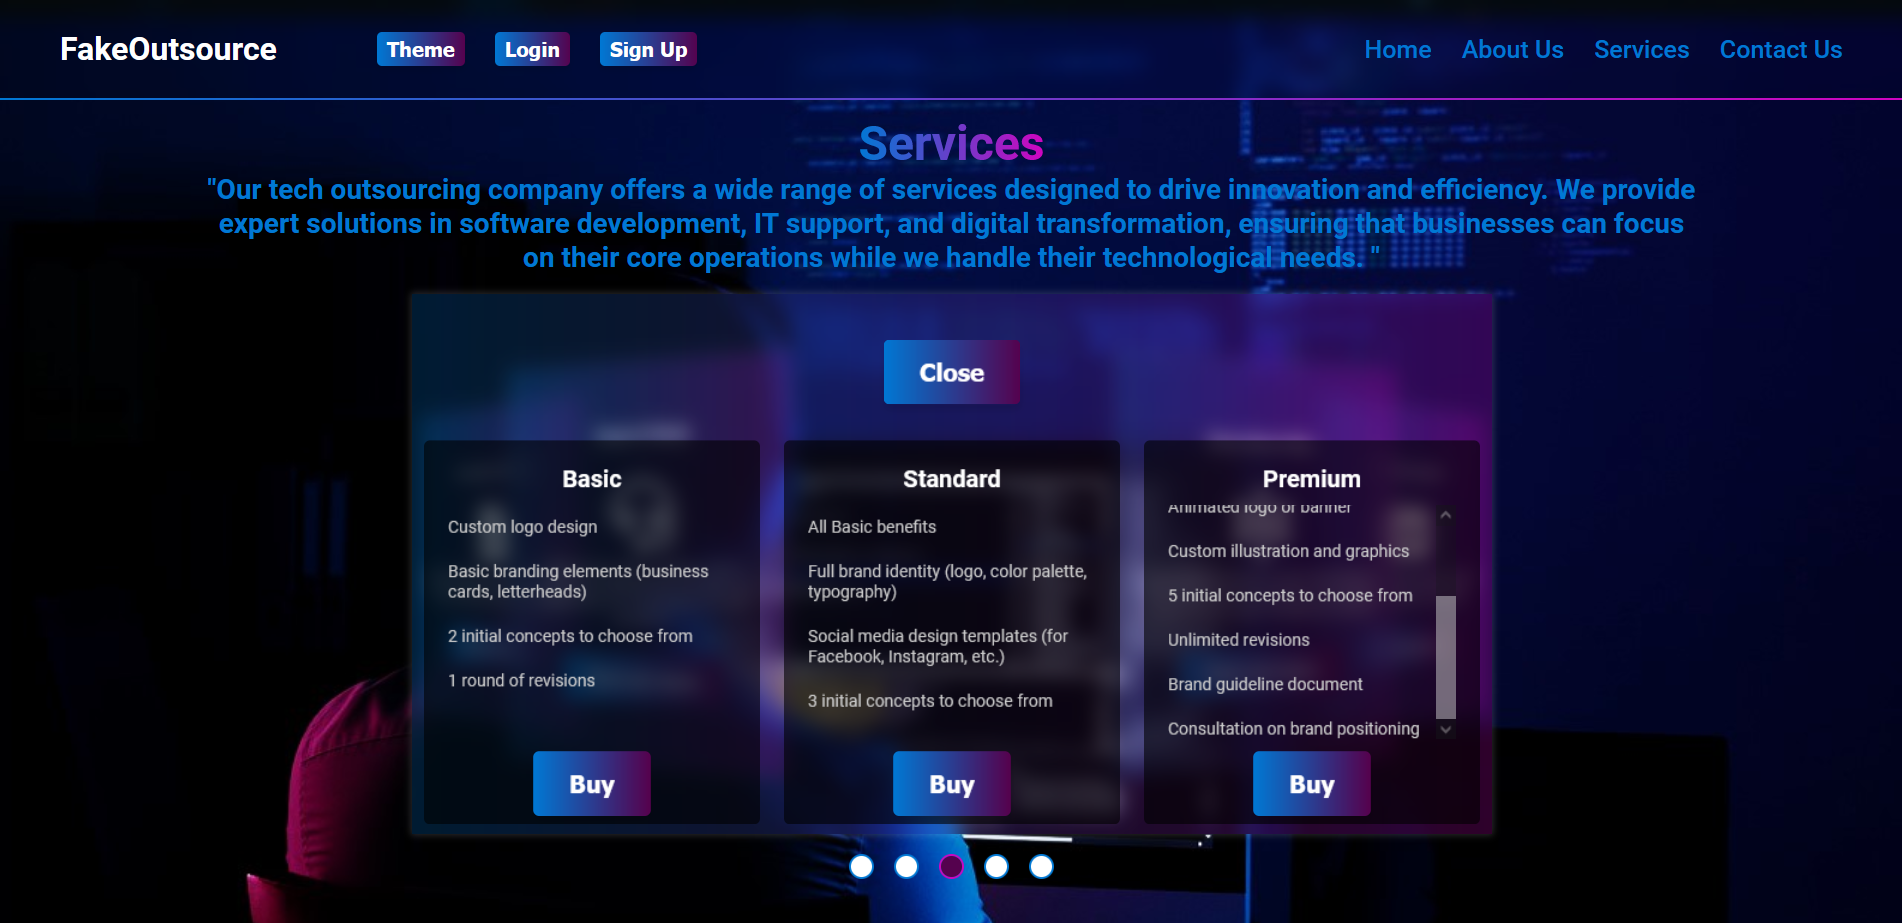 FakeOutsource
Theme
Login
Sign Up
Home
About Us
Services
Contact Us
Services
"Our tech outsourcing company offers a wide range of services designed to drive innovation and efficiency. We provide
expert solutions in software development, IT support, and digital transformation, ensuring that businesses can focus
on their core operations while we handle their technological needs. "
Close
Basic
Custom logo design
Basic branding elements (business
cards, letterheads)
2 initial concepts to choose from
1 round of revisions
Buy
Standard
All Basic benefits
Full brand identity (logo, color palette,
typography)
Social media design templates (for
Facebook, Instagram, etc.)
3 initial concepts to choose from
Buy
Premium
Animated logo or banner
Custom illustration and graphics
5 initial concepts to choose from
Unlimited revisions
Brand guideline document
Consultation on brand positioning
Buy